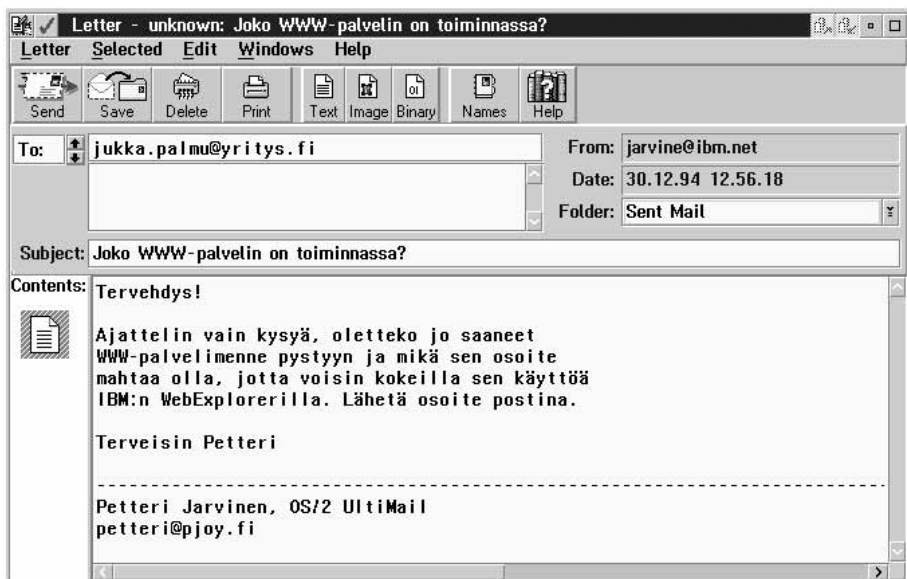 Letter - unknown: Joko WWW-palvelin on toiminnassa?
Letter Selected Edit Windows Help
Send Save Delete Print Text Image Binary Names Help
To: jukka.palmu@yritys.fi
From: jarvine@ibm.net
Date: 30.12.94 12.56.18
Folder: Sent Mail
Subject: Joko WWW-palvelin on toiminnassa?
Contents:
Tervehdys!
Ajattelin vain kysyä, oletteko jo saaneet
WWW-palvelimenne pystyyn ja mikä sen osoite
mahtaa olla, jotta voisin kokeilla sen käyttöä
IBM:n WebExplorerilla. Lähetä osoite postina.
Terveisin Petteri
--------------------------------------------------------------------------
Petteri Jarvinen, OS/2 UltiMail
petteri@pjoy.fi